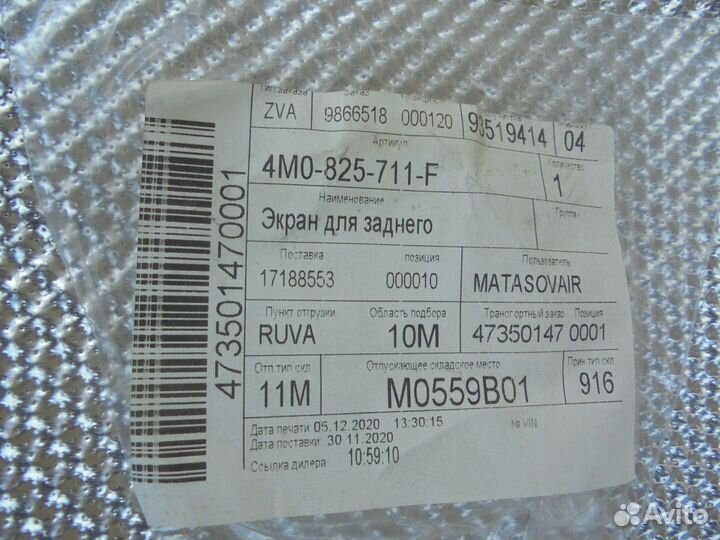 Тип заказа Заказ Позиция
ZVA 9866518 000120 93519414 04
Артикул Количество
4M0-825-711-F 1
Наименование Группа
Экран для заднего
Поставка позиция Пользователь
17188553 000010 MATASOVAIR
Пункт отгрузки Область подбора Транспортный заказ Позиция
RUVA 10M 47350147 0001
Отп.тип скл Отпускающее складское место Прин.тип скл
11M M0559B01 916
Дата печати 05.12.2020 13:30:15 № VIN
Дата поставки: 30.11.2020
Ссылка дилера 10:59:10
473501470001
Avito